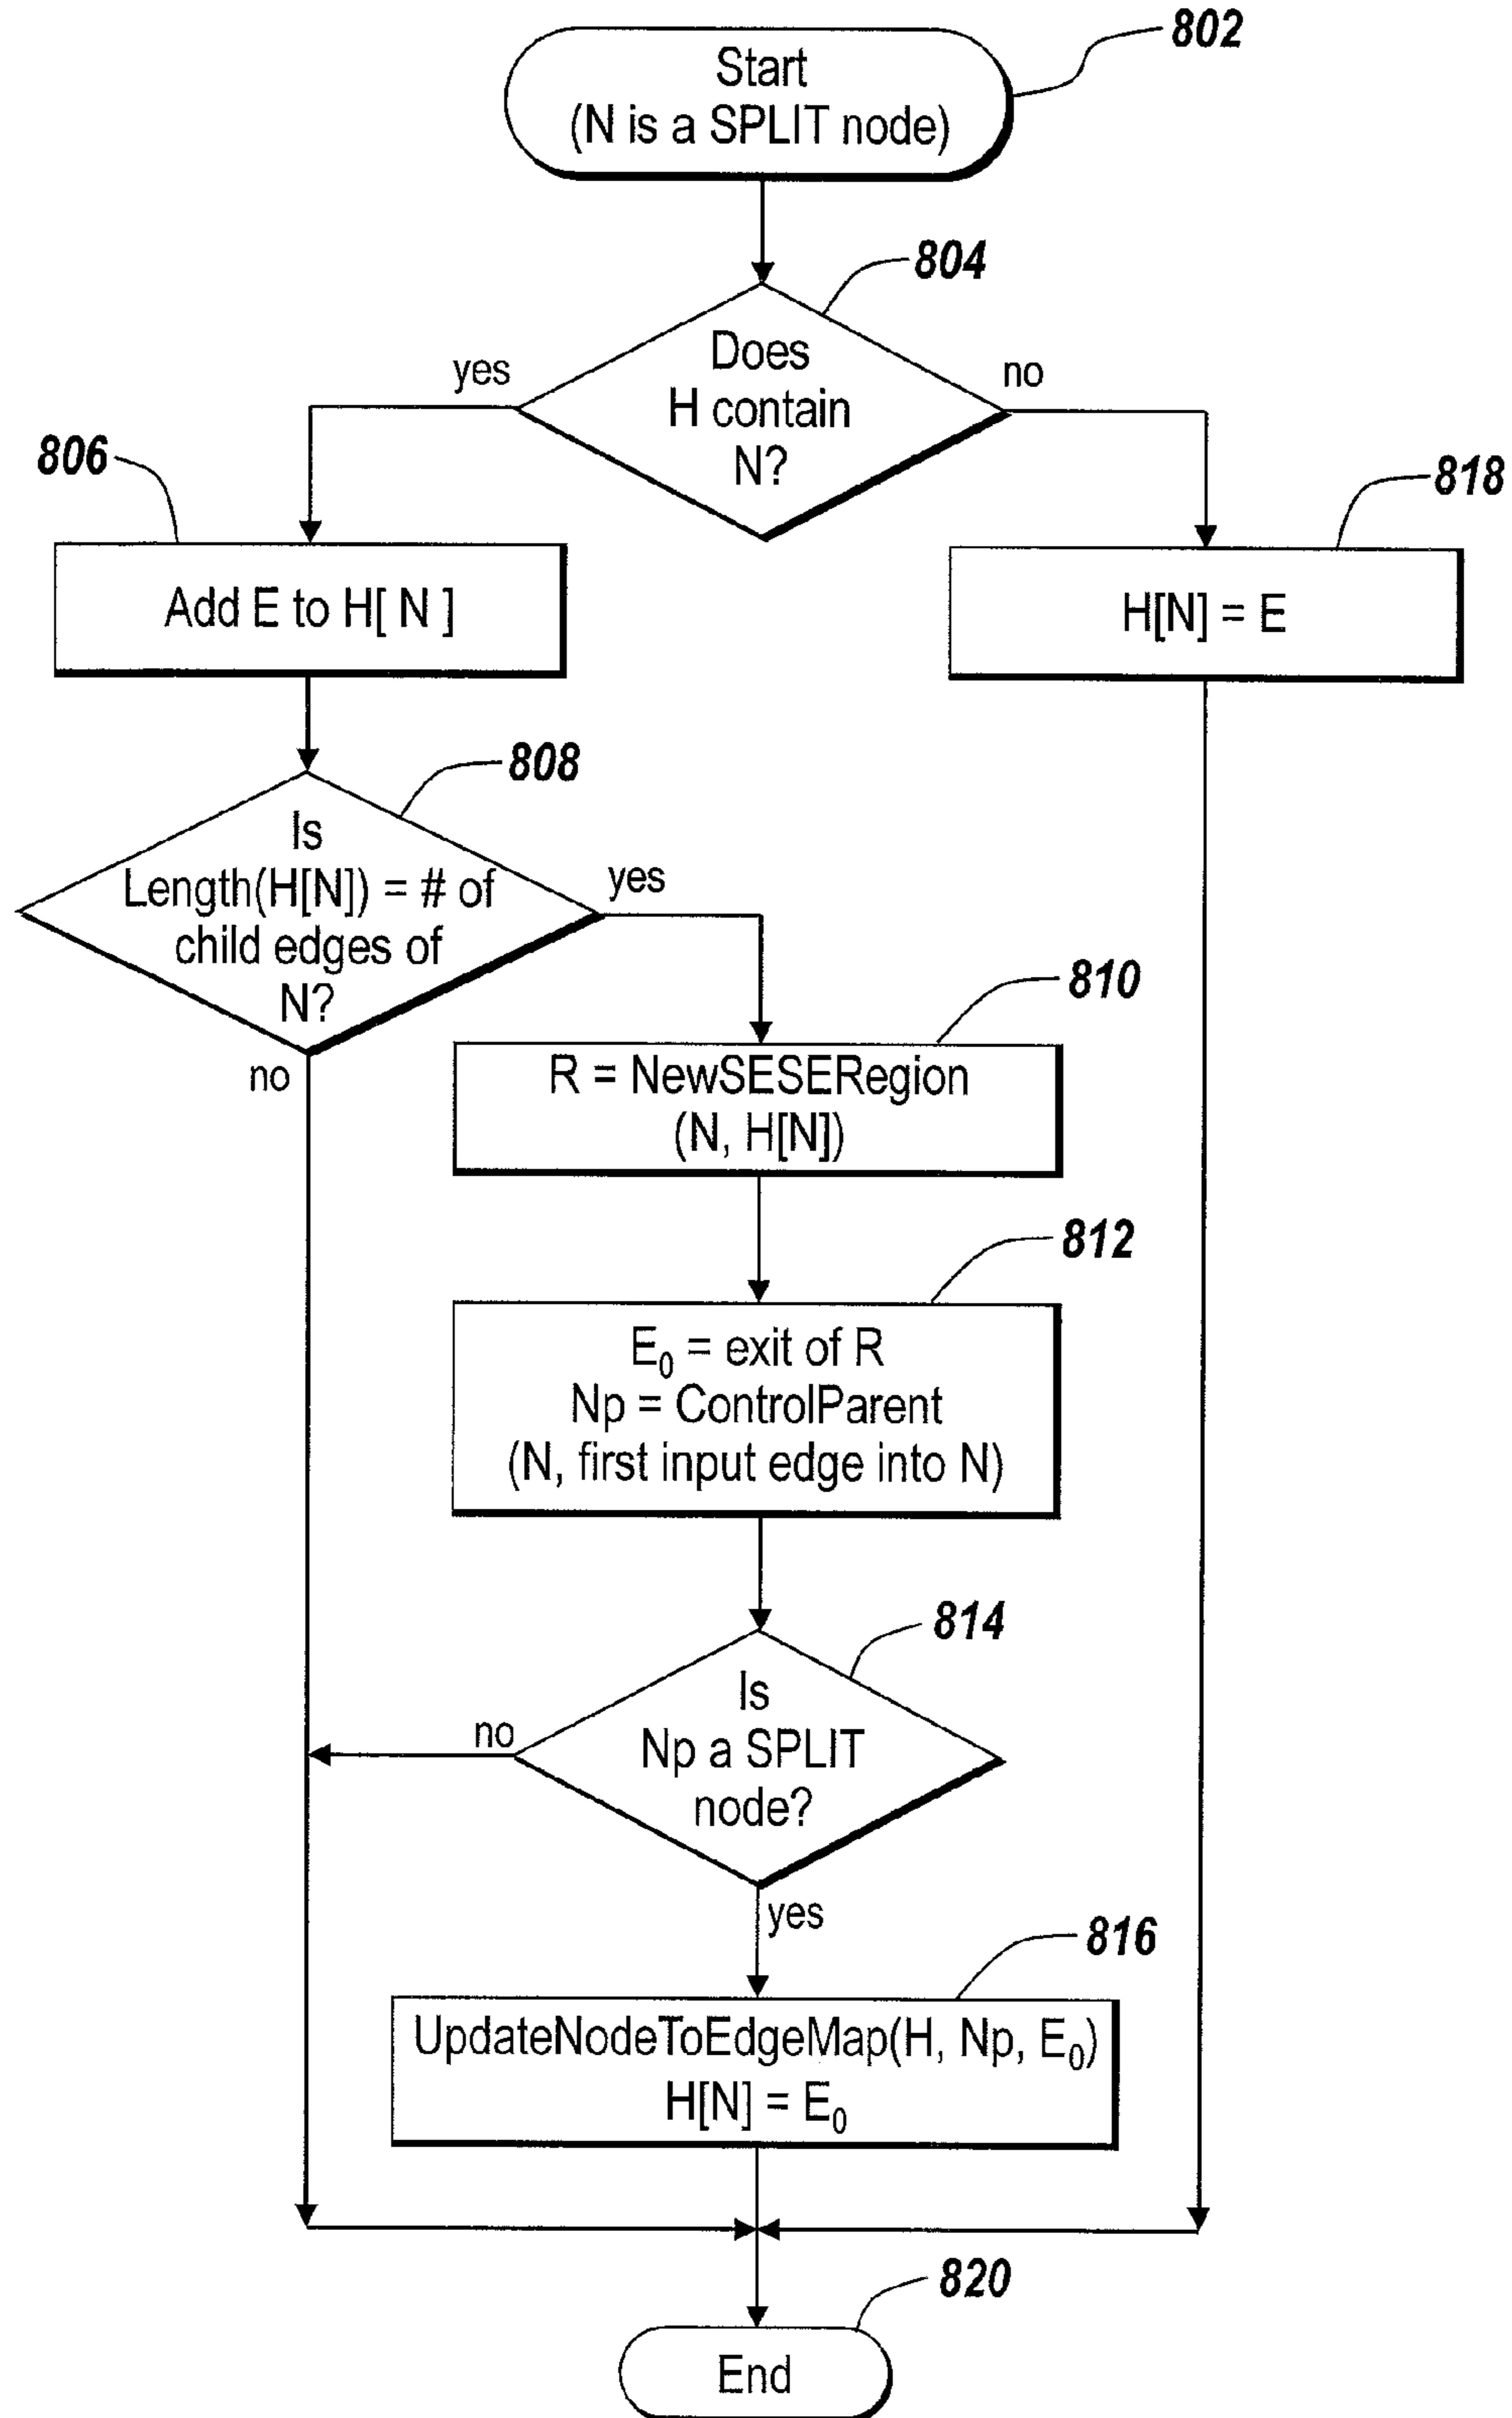 802
Start
(N is a SPLIT node)
804
Does
H contain
N?
yes
no
806
Add E to H[ N ]
818
H[N] = E
808
Is
Length(H[N]) = # of
child edges of
N?
yes
no
810
R = NewSESERegion
(N, H[N])
812
E₀ = exit of R
Np = ControlParent
(N, first input edge into N)
814
Is
Np a SPLIT
node?
no
yes
816
UpdateNodeToEdgeMap(H, Np, E₀)
H[N] = E₀
820
End